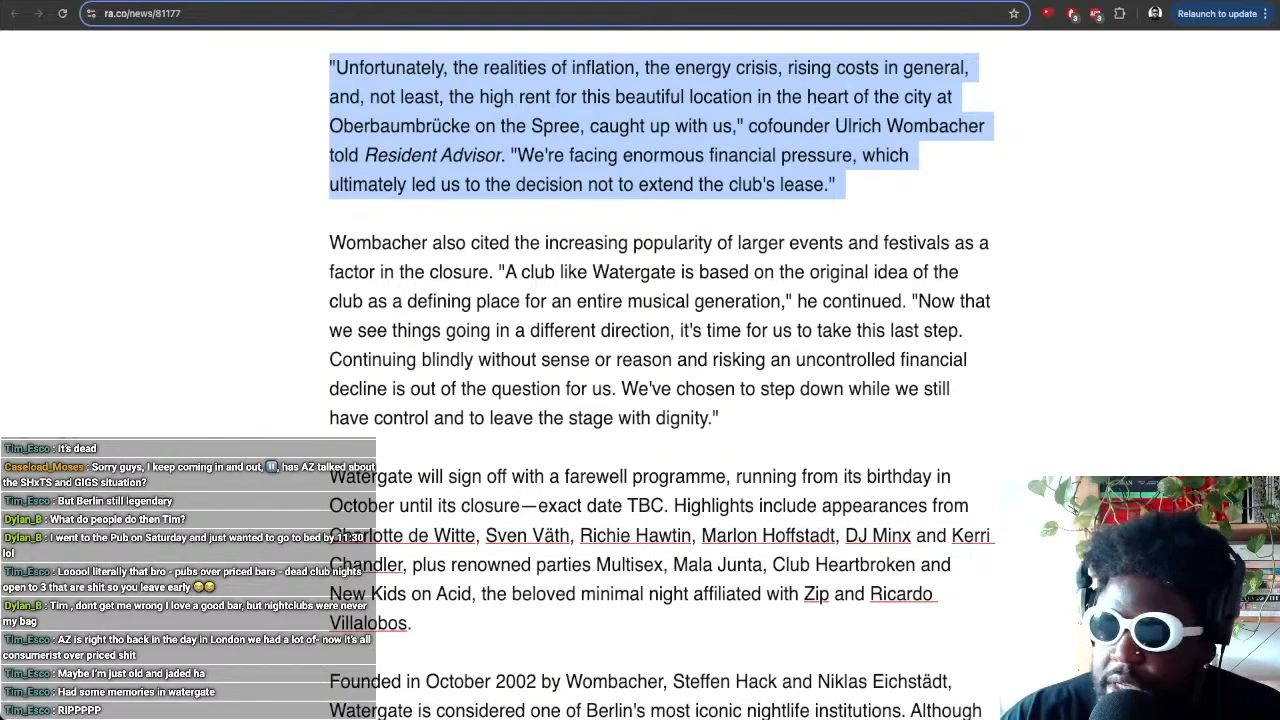 ra.co/news/81177
3
3
Relaunch to update
"Unfortunately, the realities of inflation, the energy crisis, rising costs in general,
and, not least, the high rent for this beautiful location in the heart of the city at
Oberbaumbrücke on the Spree, caught up with us," cofounder Ulrich Wombacher
told Resident Advisor. "We're facing enormous financial pressure, which
ultimately led us to the decision not to extend the club's lease."
Wombacher also cited the increasing popularity of larger events and festivals as a
factor in the closure. "A club like Watergate is based on the original idea of the
club as a defining place for an entire musical generation," he continued. "Now that
we see things going in a different direction, it's time for us to take this last step.
Continuing blindly without sense or reason and risking an uncontrolled financial
decline is out of the question for us. We've chosen to step down while we still
have control and to leave the stage with dignity."
Watergate will sign off with a farewell programme, running from its birthday in
October until its closure—exact date TBC. Highlights include appearances from
Charlotte de Witte, Sven Väth, Richie Hawtin, Marlon Hoffstadt, DJ Minx and Kerri
Chandler, plus renowned parties Multisex, Mala Junta, Club Heartbroken and
New Kids on Acid, the beloved minimal night affiliated with Zip and Ricardo
Villalobos.
Founded in October 2002 by Wombacher, Steffen Hack and Niklas Eichstädt,
Watergate is considered one of Berlin's most iconic nightlife institutions. Although
Tim_Esco : It's dead
Caseload_Moses : Sorry guys, I keep coming in and out, ⏸️, has AZ talked about
the SHxTS and GIGS situation?
Tim_Esco : But Berlin still legendary
Dylan_B : What do people do then Tim?
Dylan_B : I went to the Pub on Saturday and just wanted to go to bed by 11:30
lol
Tim_Esco : Looool literally that bro - pubs over priced bars - dead club nights
open to 3 that are shit so you leave early 😂😂
Dylan_B : Tim , dont get me wrong I love a good bar, but nightclubs were never
my bag
Tim_Esco : AZ is right tho back in the day in London we had a lot of- now it's all
consumerist over priced shit
Tim_Esco : Maybe I'm just old and jaded ha
Tim_Esco : Had some memories in watergate
Tim_Esco : RIPPPPP